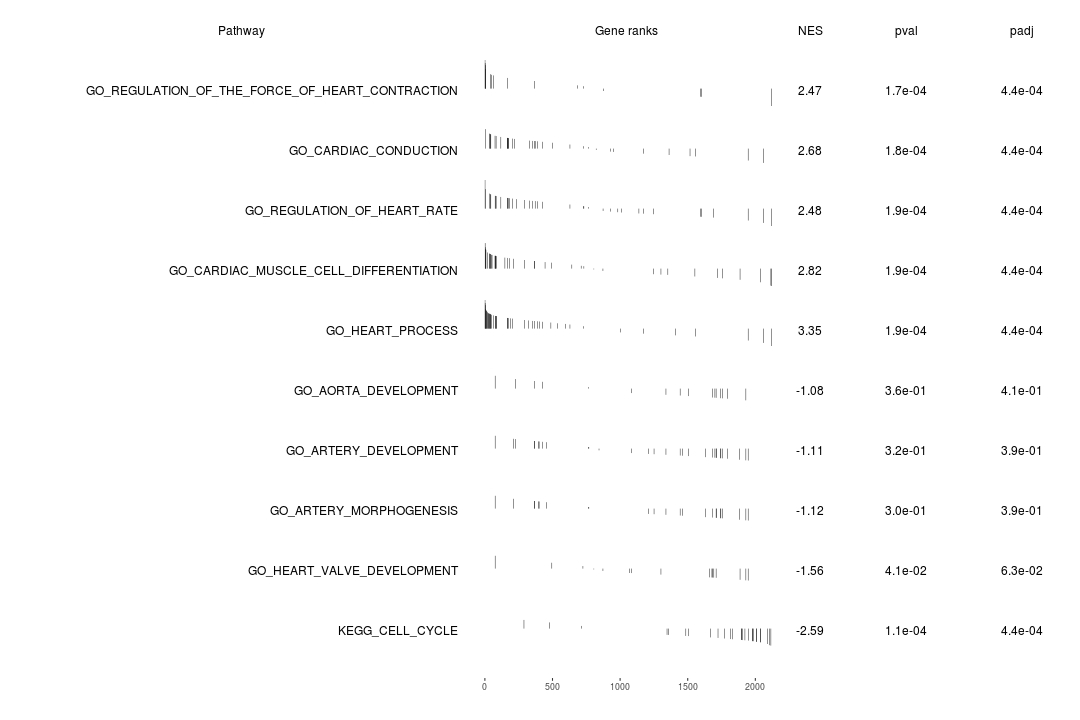 Pathway Gene ranks NES pval padj
GO_REGULATION_OF_THE_FORCE_OF_HEART_CONTRACTION 2.47 1.7e-04 4.4e-04
GO_CARDIAC_CONDUCTION 2.68 1.8e-04 4.4e-04
GO_REGULATION_OF_HEART_RATE 2.48 1.9e-04 4.4e-04
GO_CARDIAC_MUSCLE_CELL_DIFFERENTIATION 2.82 1.9e-04 4.4e-04
GO_HEART_PROCESS 3.35 1.9e-04 4.4e-04
GO_AORTA_DEVELOPMENT -1.08 3.6e-01 4.1e-01
GO_ARTERY_DEVELOPMENT -1.11 3.2e-01 3.9e-01
GO_ARTERY_MORPHOGENESIS -1.12 3.0e-01 3.9e-01
GO_HEART_VALVE_DEVELOPMENT -1.56 4.1e-02 6.3e-02
KEGG_CELL_CYCLE -2.59 1.1e-04 4.4e-04
0 500 1000 1500 2000